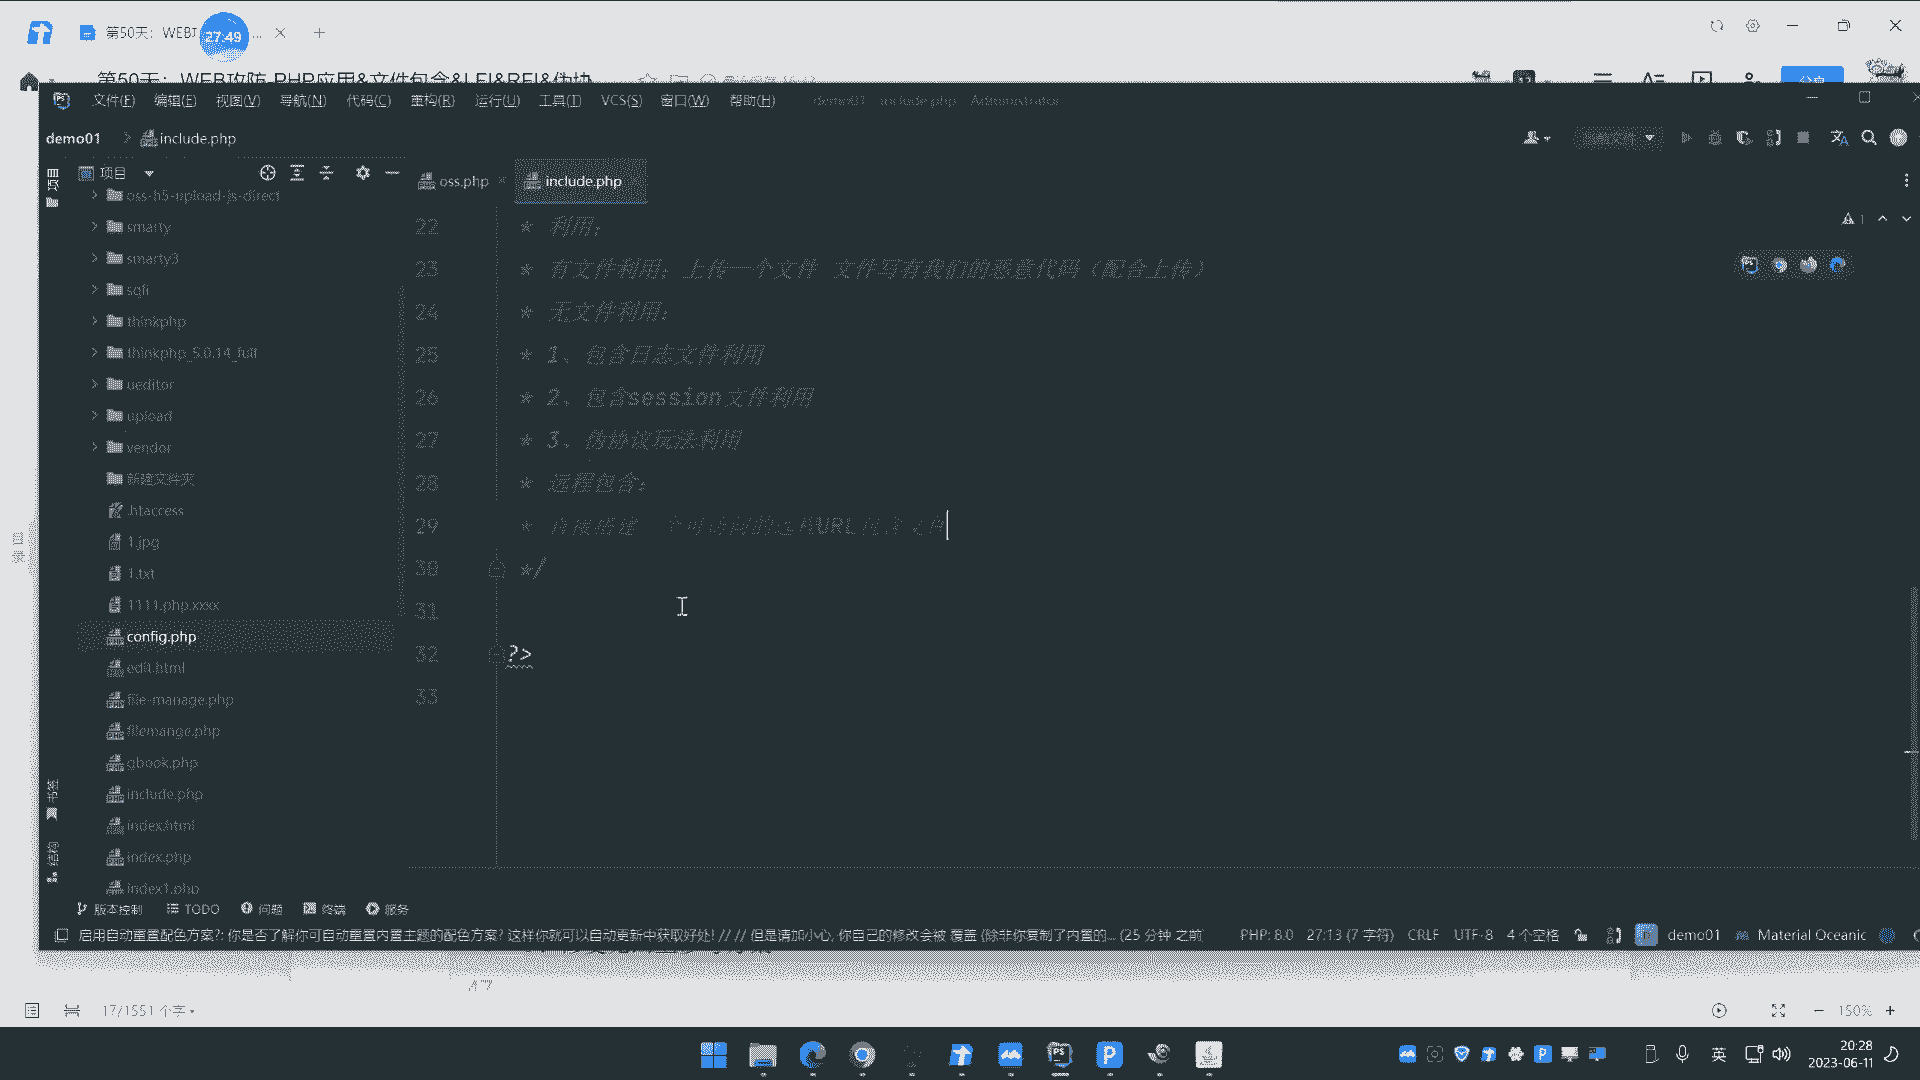 第50天：WEB
27:49
...
第50天：WEB攻防-PHP应用&文件包含&LFI&RFI&伪协
分享
文件(F) 编辑(E) 视图(V) 导航(N) 代码(C) 重构(R) 运行(U) 工具(T) VCS(S) 窗口(W) 帮助(H) demo01 include.php Administrator
demo01 include.php
项目
项目
oss.php include.php
oss-h5-upload-js-direct
smarty
smarty3
sqli
thinkphp
thinkphp_5.0.14_full
ueditor
upload
vendor
新建文件夹
.htaccess
1.jpg
1.txt
1111.php.xxxx
config.php
edit.html
file-manage.php
filemange.php
gbook.php
include.php
index.html
index.php
index1.php
22 * 利用：
23 * 有文件利用：上传一个文件 文件写有我们的恶意代码（配合上传）
24 * 无文件利用：
25 * 1、包含日志文件利用
26 * 2、包含session文件利用
27 * 3、伪协议玩法利用
28 * 远程包含：
29 * 直接搭建一个可访问的远程URL
30 */
31
32 ?>
33
1
目录
书签
结构
版本控制 TODO 问题 终端 服务
启用自动重置配色方案?: 你是否了解你可自动重置内置主题的配色方案? 这样你就可以自动更新中获取好处! // // 但是请加小心, 你自己的修改会被 覆盖 (除非你复制了内置的... (25 分钟 之前
PHP: 8.0 27:13 (7 字符) CRLF UTF-8 4 个空格 demo01 Material Oceanic
17/1551 个字
150%
英
20:28
2023-06-11